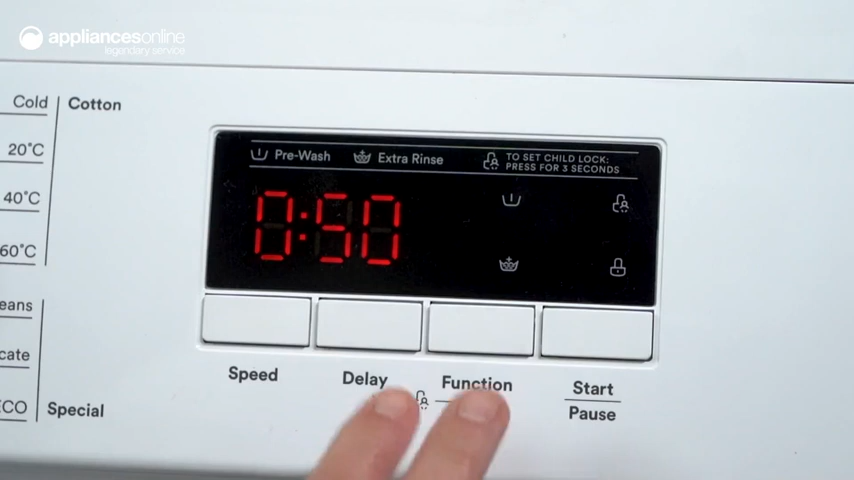 appliancesonline
legendary service
Cold
Cotton
20°C
40°C
60°C
eans
cate
ECO
Special
Pre-Wash
Extra Rinse
TO SET CHILD LOCK:
PRESS FOR 3 SECONDS
0:50
Speed
Delay
Function
Start
Pause